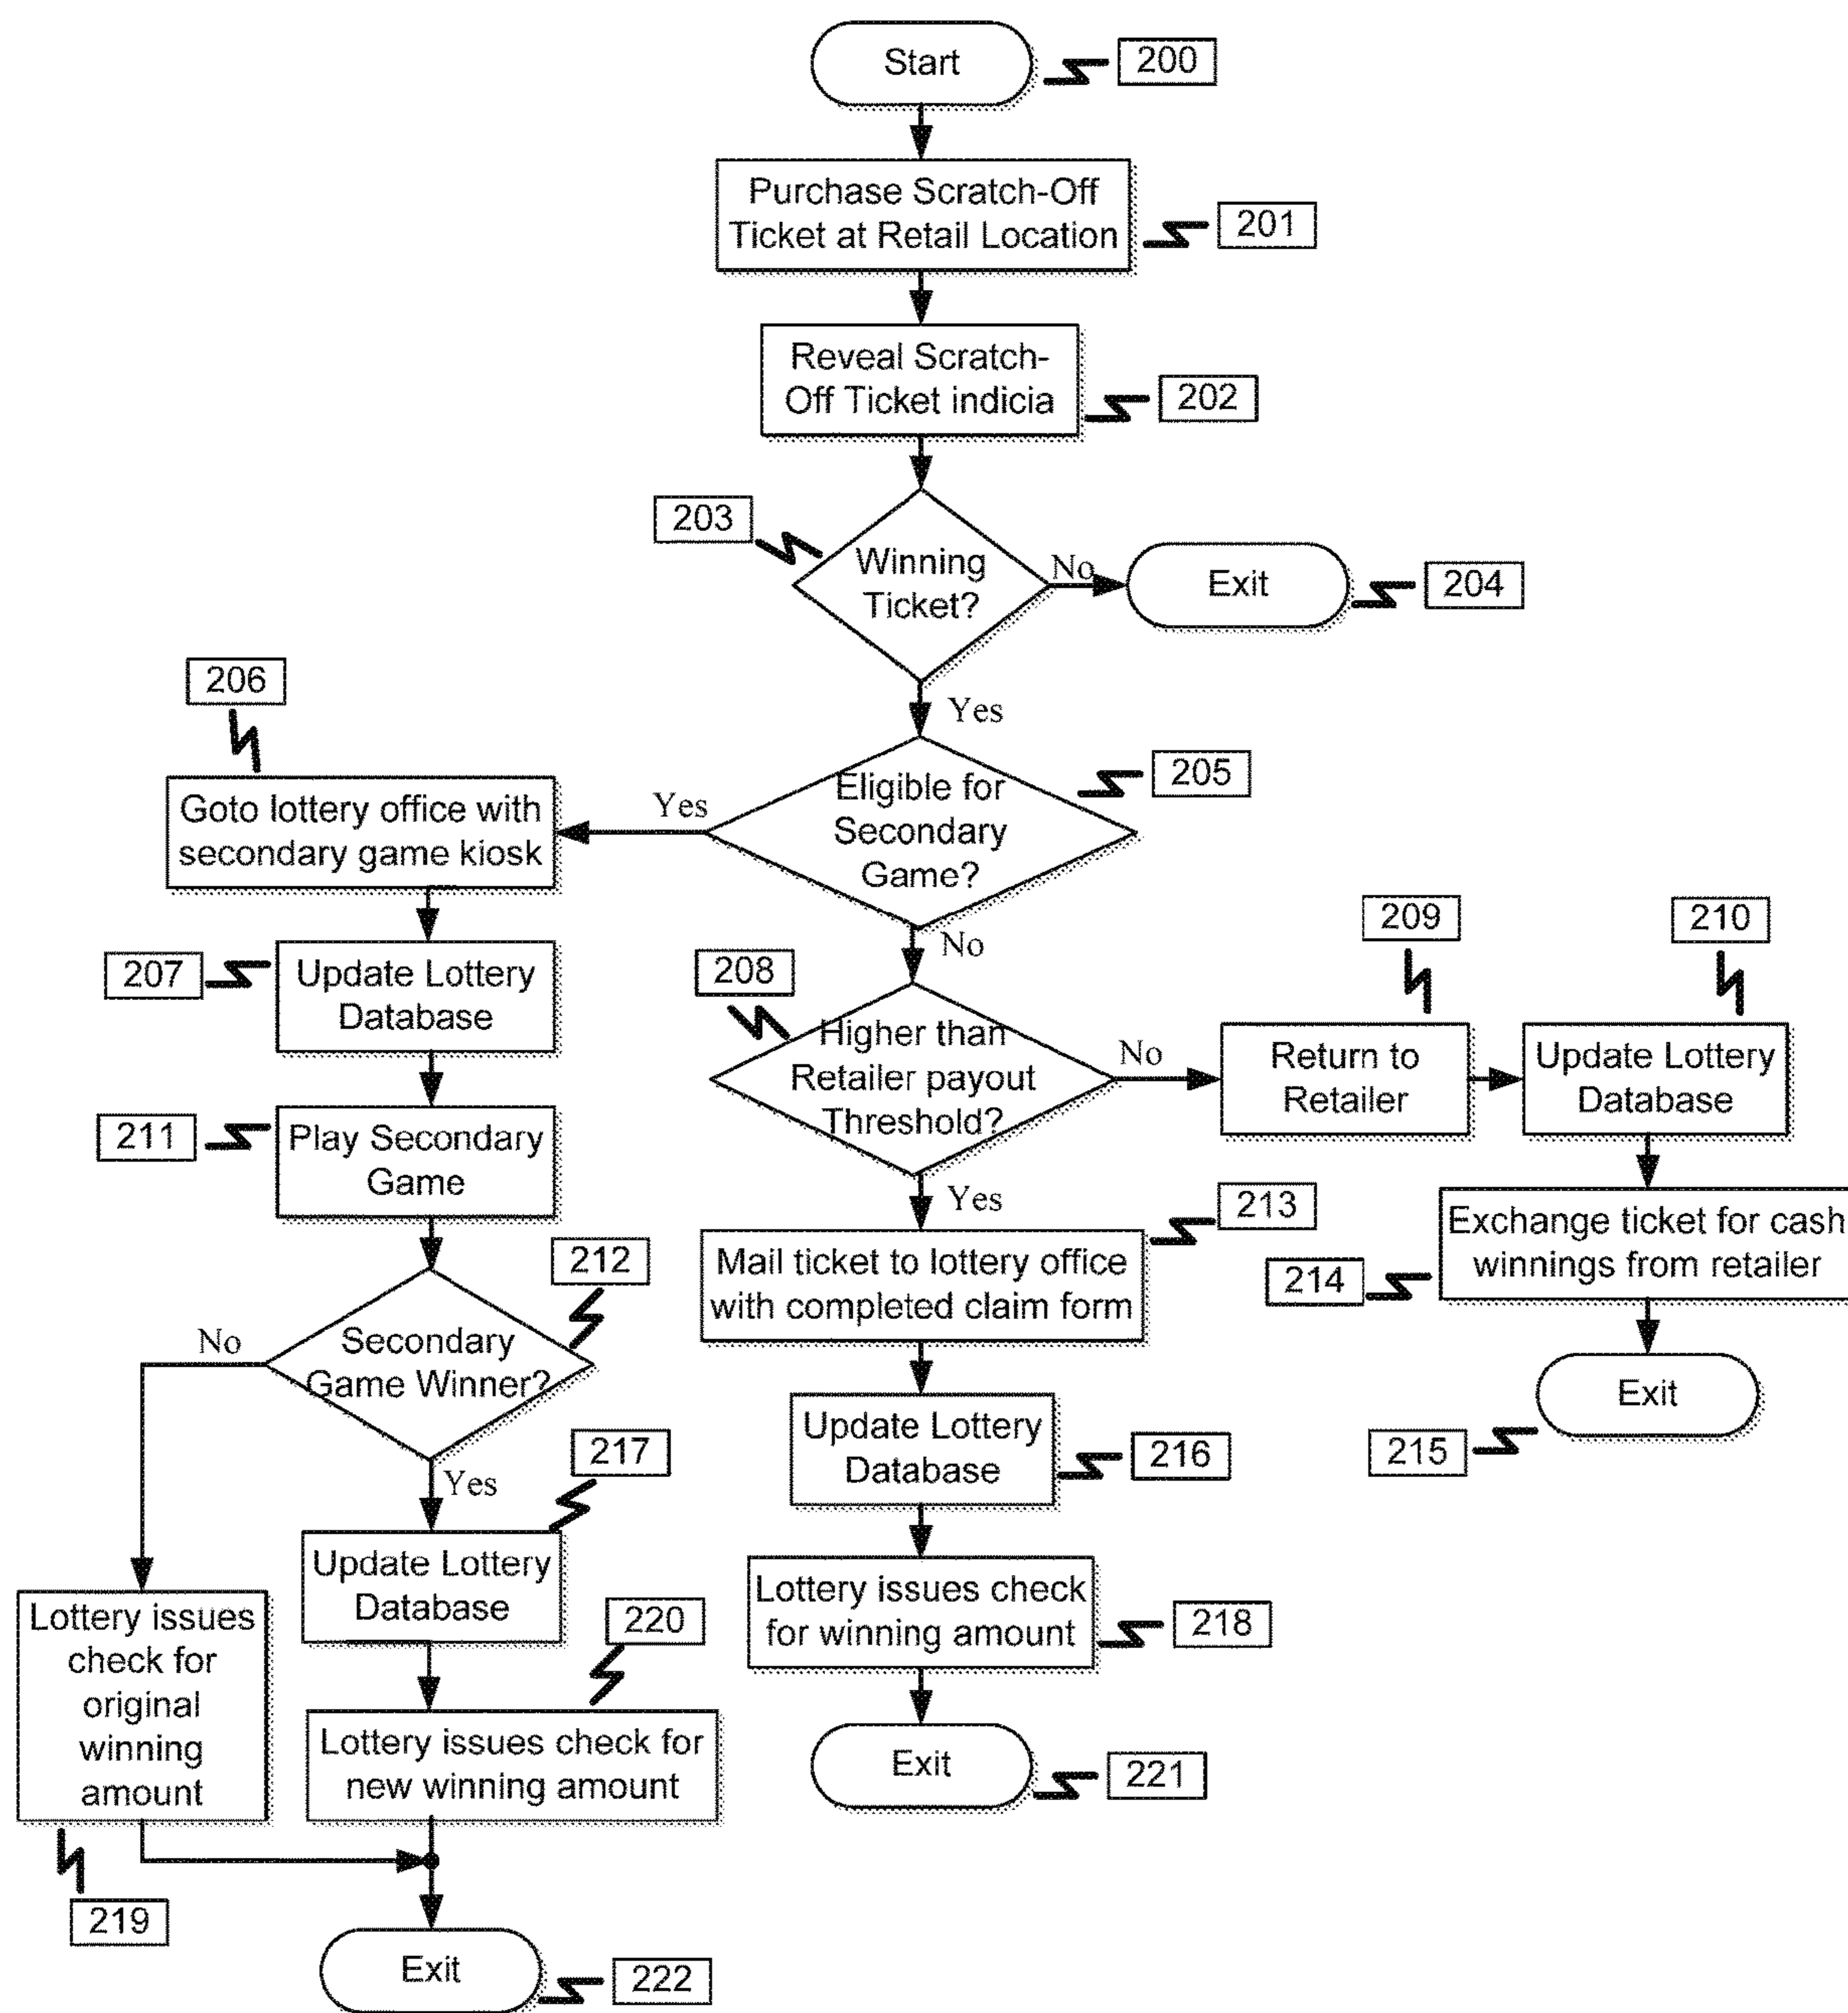 Start
200
Purchase Scratch-Off
Ticket at Retail Location
201
Reveal Scratch-
Off Ticket indicia
202
203
Winning
Ticket?
No
Exit
204
Yes
206
205
Eligible for
Secondary
Game?
Yes
Goto lottery office with
secondary game kiosk
No
209
210
207
Update Lottery
Database
208
Higher than
Retailer payout
Threshold?
No
Return to
Retailer
Update Lottery
Database
211
Play Secondary
Game
Yes
213
Mail ticket to lottery office
with completed claim form
Exchange ticket for cash
winnings from retailer
214
212
Secondary
Game Winner?
No
Yes
Exit
215
217
Update Lottery
Database
216
Update Lottery
Database
Lottery issues check
for winning amount
218
Lottery issues
check for
original
winning
amount
219
220
Lottery issues check for
new winning amount
Exit
221
Exit
222